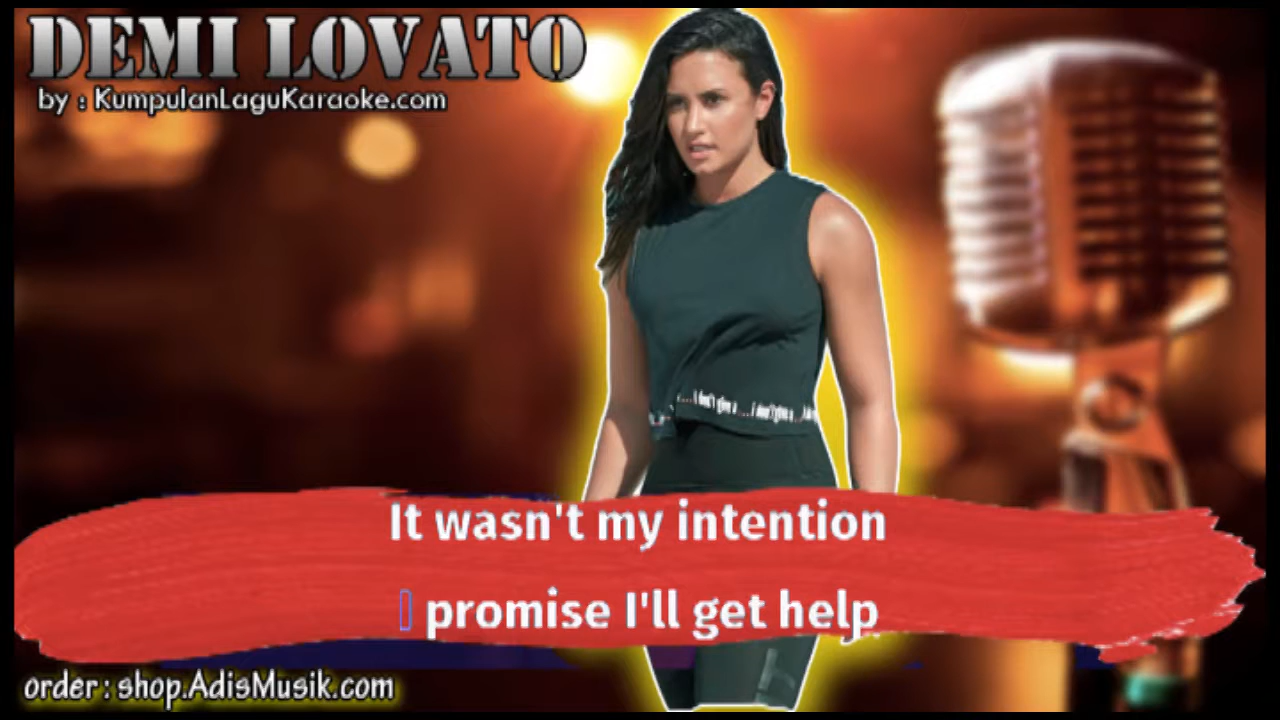 DEMI LOVATO
by : KumpulanLaguKaraoke.com
It wasn't my intention
promise I'll get help
order : shop.AdisMusik.com